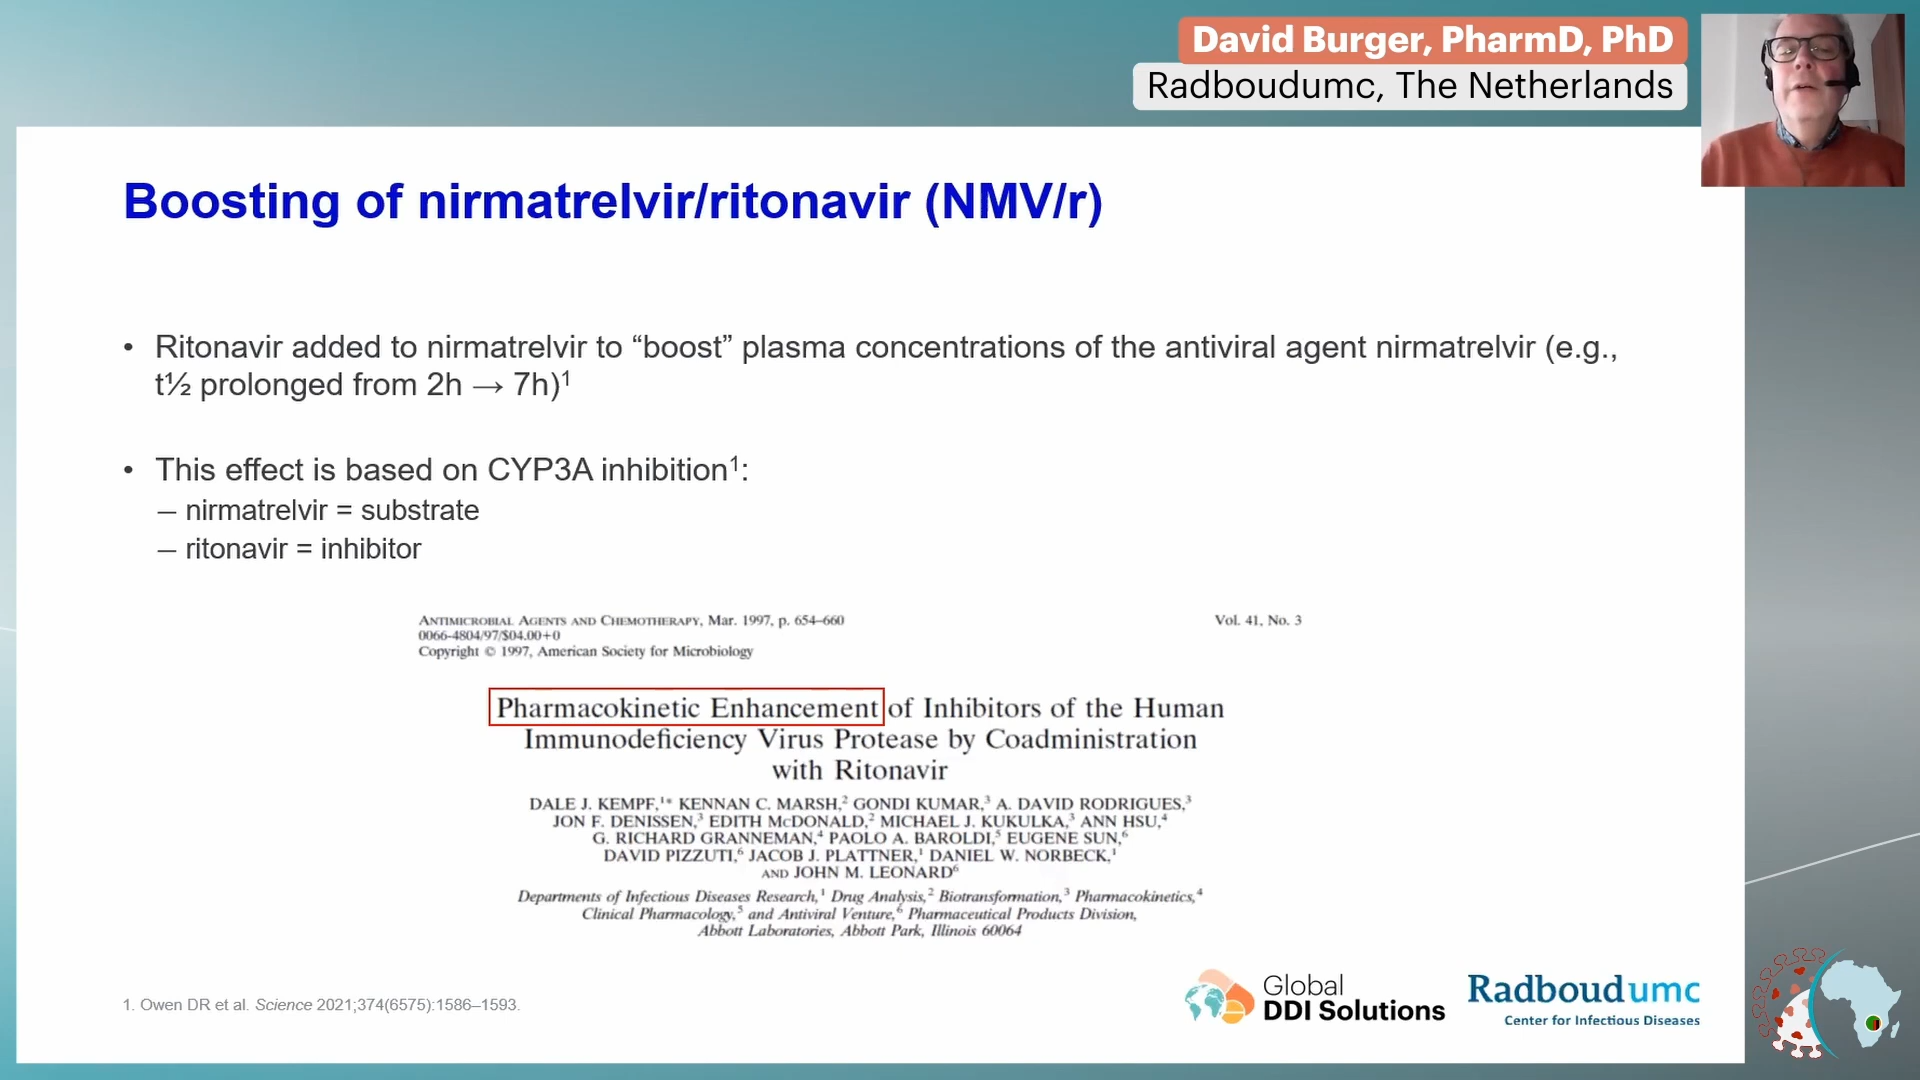 David Burger, PharmD, PhD
Radboudumc, The Netherlands
Boosting of nirmatrelvir/ritonavir (NMV/r)
• Ritonavir added to nirmatrelvir to “boost” plasma concentrations of the antiviral agent nirmatrelvir (e.g.,
t½ prolonged from 2h → 7h)¹
• This effect is based on CYP3A inhibition¹:
– nirmatrelvir = substrate
– ritonavir = inhibitor
ANTIMICROBIAL AGENTS AND CHEMOTHERAPY, Mar. 1997, p. 654–660 Vol. 41, No. 3
0066-4804/97/$04.00+0
Copyright © 1997, American Society for Microbiology
Pharmacokinetic Enhancement of Inhibitors of the Human
Immunodeficiency Virus Protease by Coadministration
with Ritonavir
DALE J. KEMPF,¹* KENNAN C. MARSH,² GONDI KUMAR,³ A. DAVID RODRIGUES,³
JON F. DENISSEN,³ EDITH McDONALD,² MICHAEL J. KUKULKA,³ ANN HSU,⁴
G. RICHARD GRANNEMAN,⁴ PAOLO A. BAROLDI,⁵ EUGENE SUN,⁶
DAVID PIZZUTI,⁶ JACOB J. PLATTNER,¹ DANIEL W. NORBECK,¹
AND JOHN M. LEONARD⁶
Departments of Infectious Diseases Research,¹ Drug Analysis,² Biotransformation,³ Pharmacokinetics,⁴
Clinical Pharmacology,⁵ and Antiviral Venture,⁶ Pharmaceutical Products Division,
Abbott Laboratories, Abbott Park, Illinois 60064
1. Owen DR et al. Science 2021;374(6575):1586–1593.
Global
DDI Solutions
Radboudumc
Center for Infectious Diseases